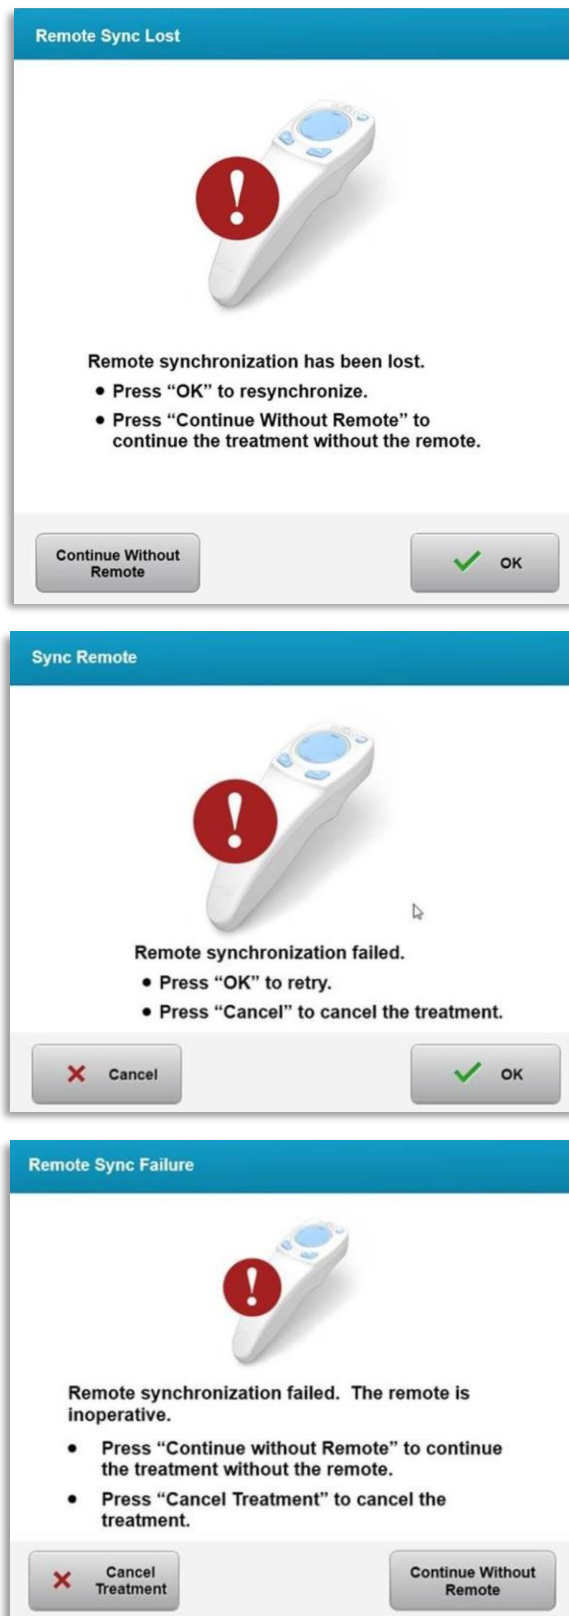 Remote Sync Lost
Remote synchronization has been lost.
• Press “OK” to resynchronize.
• Press “Continue Without Remote” to
continue the treatment without the remote.
Continue Without
Remote
OK
Sync Remote
Remote synchronization failed.
• Press “OK” to retry.
• Press “Cancel” to cancel the treatment.
Cancel
OK
Remote Sync Failure
Remote synchronization failed.  The remote is
inoperative.
• Press “Continue without Remote” to continue
the treatment without the remote.
• Press “Cancel Treatment” to cancel the
treatment.
Cancel
Treatment
Continue Without
Remote